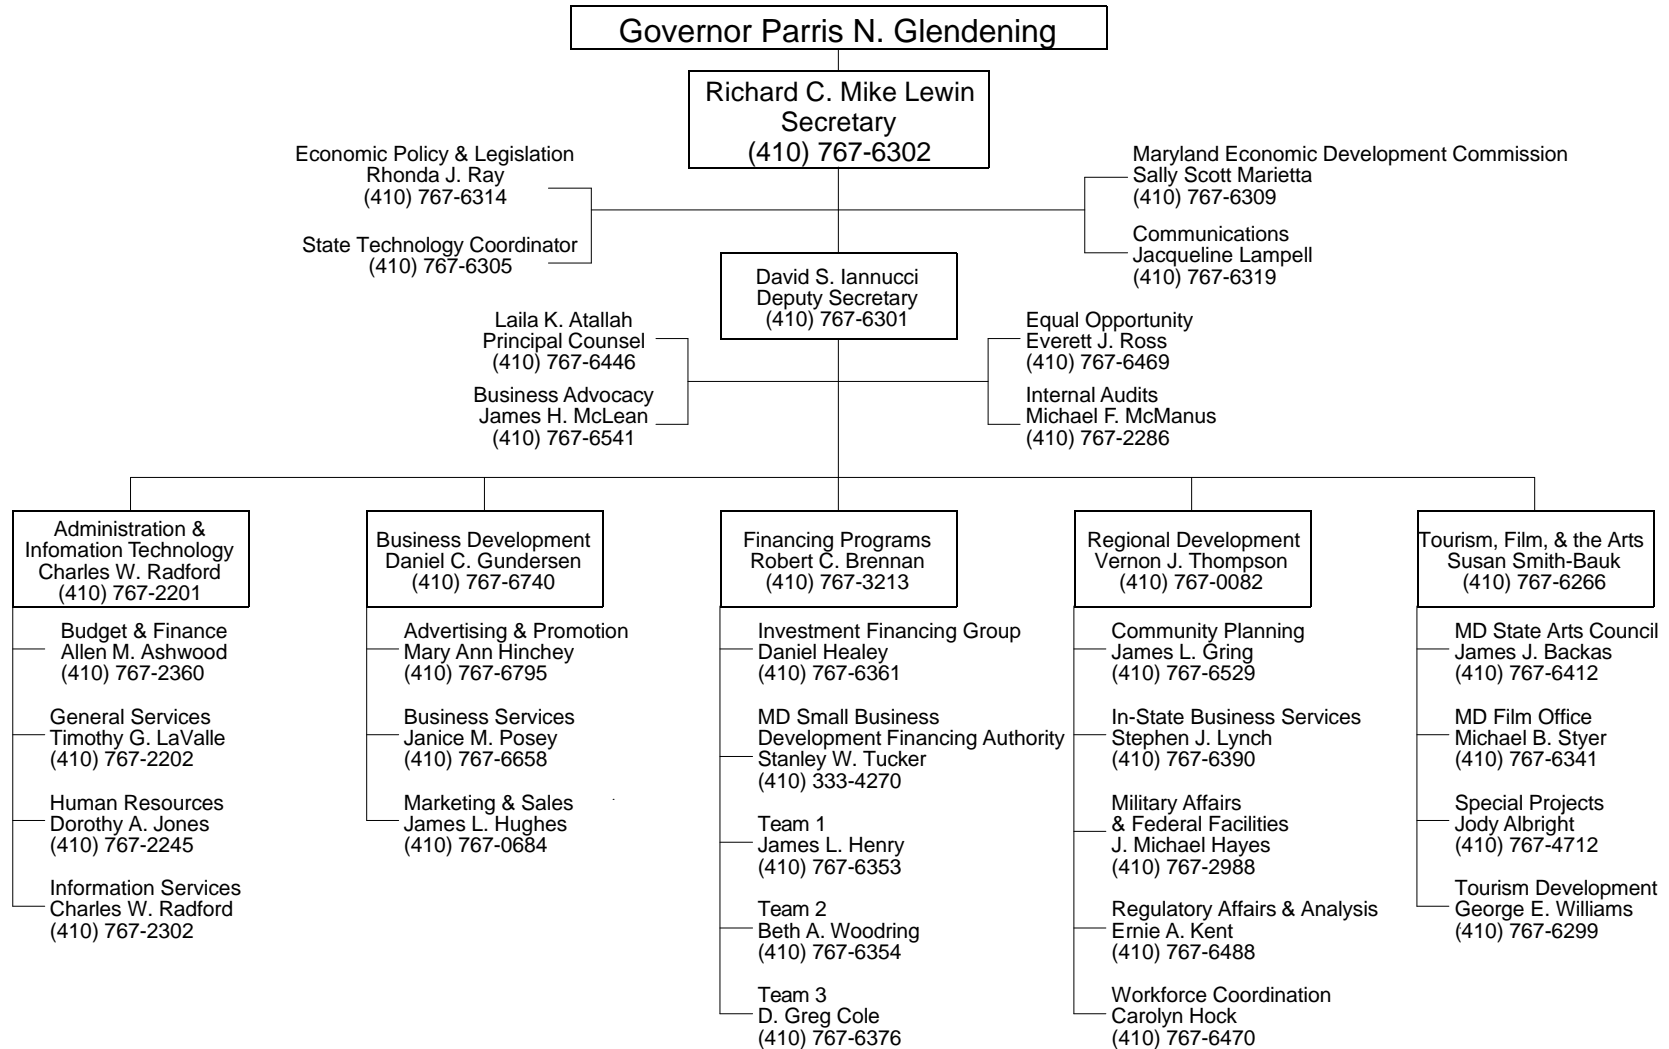 Governor Parris N. Glendening
Richard C. Mike Lewin
Secretary
(410) 767-6302
Economic Policy & Legislation
Rhonda J. Ray
(410) 767-6314
State Technology Coordinator
(410) 767-6305
Maryland Economic Development Commission
Sally Scott Marietta
(410) 767-6309
Communications
Jacqueline Lampell
(410) 767-6319
David S. Iannucci
Deputy Secretary
(410) 767-6301
Laila K. Atallah
Principal Counsel
(410) 767-6446
Business Advocacy
James H. McLean
(410) 767-6541
Equal Opportunity
Everett J. Ross
(410) 767-6469
Internal Audits
Michael F. McManus
(410) 767-2286
Administration &
Infomation Technology
Charles W. Radford
(410) 767-2201
Budget & Finance
Allen M. Ashwood
(410) 767-2360
General Services
Timothy G. LaValle
(410) 767-2202
Human Resources
Dorothy A. Jones
(410) 767-2245
Information Services
Charles W. Radford
(410) 767-2302
Business Development
Daniel C. Gundersen
(410) 767-6740
Advertising & Promotion
Mary Ann Hinchey
(410) 767-6795
Business Services
Janice M. Posey
(410) 767-6658
Marketing & Sales
James L. Hughes
(410) 767-0684
Financing Programs
Robert C. Brennan
(410) 767-3213
Investment Financing Group
Daniel Healey
(410) 767-6361
MD Small Business
Development Financing Authority
Stanley W. Tucker
(410) 333-4270
Team 1
James L. Henry
(410) 767-6353
Team 2
Beth A. Woodring
(410) 767-6354
Team 3
D. Greg Cole
(410) 767-6376
Regional Development
Vernon J. Thompson
(410) 767-0082
Community Planning
James L. Gring
(410) 767-6529
In-State Business Services
Stephen J. Lynch
(410) 767-6390
Military Affairs
& Federal Facilities
J. Michael Hayes
(410) 767-2988
Regulatory Affairs & Analysis
Ernie A. Kent
(410) 767-6488
Workforce Coordination
Carolyn Hock
(410) 767-6470
Tourism, Film, & the Arts
Susan Smith-Bauk
(410) 767-6266
MD State Arts Council
James J. Backas
(410) 767-6412
MD Film Office
Michael B. Styer
(410) 767-6341
Special Projects
Jody Albright
(410) 767-4712
Tourism Development
George E. Williams
(410) 767-6299